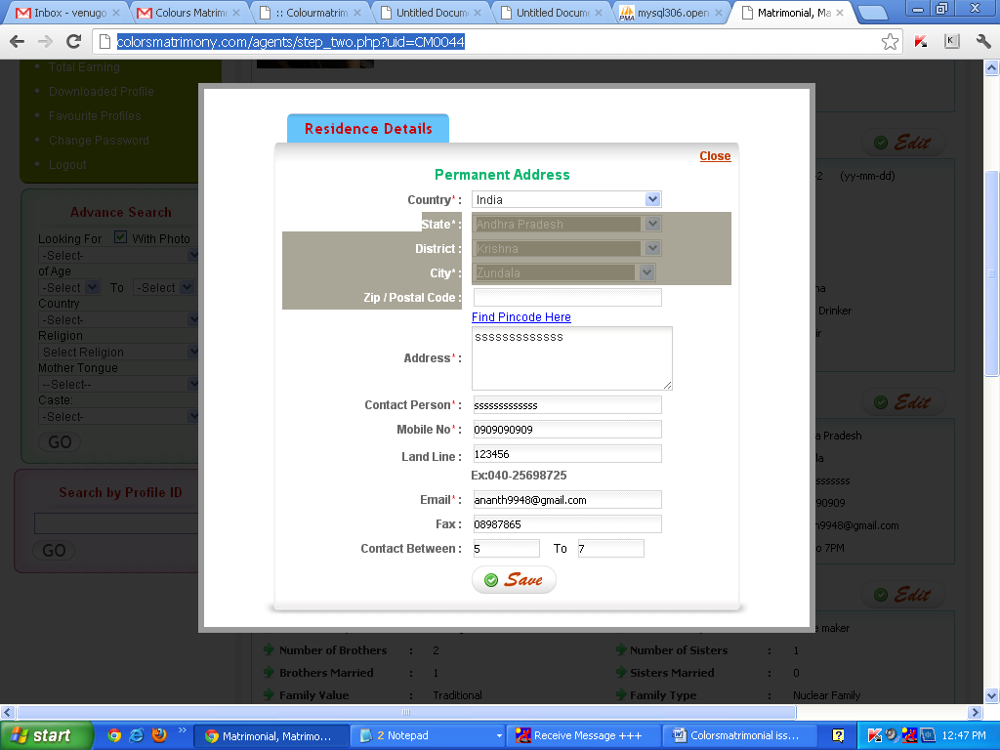 Inbox - venugo
Colours Matrim
:: Colourmatrim
Untitled Docum
Untitled Docum
mysql306.open
Matrimonial, Ma
colorsmatrimony.com/agents/step_two.php?uid=CM0044
Total Earning
Downloaded Profile
Favourite Profiles
Change Password
Logout
Advance Search
Looking For With Photo
-Select-
of Age
-Select To -Select
Country
-Select-
Religion
Select Religion
Mother Tongue
--Select--
Caste:
-Select-
GO
Search by Profile ID
GO
Residence Details
Close
Permanent Address
Country* : India
State* : Andhra Pradesh
District : Krishna
City* : Zundala
Zip / Postal Code :
Find Pincode Here
Address* : sssssssssssss
Contact Person* : sssssssssssss
Mobile No* : 0909090909
Land Line : 123456
Ex:040-25698725
Email* : ananth9948@gmail.com
Fax : 08987865
Contact Between : 5 To 7
Save
Edit
-2 (yy-mm-dd)
na
Drinker
ir
Edit
a Pradesh
la
sssssss
90909
h9948@gmail.com
o 7PM
Edit
a maker
Number of Brothers : 2 Number of Sisters : 1
Brothers Married : 1 Sisters Married : 0
Family Value : Traditional Family Type : Nuclear Family
start
Matrimonial, Matrimo...
2 Notepad
Receive Message +++
Colorsmatrimonial iss...
12:47 PM